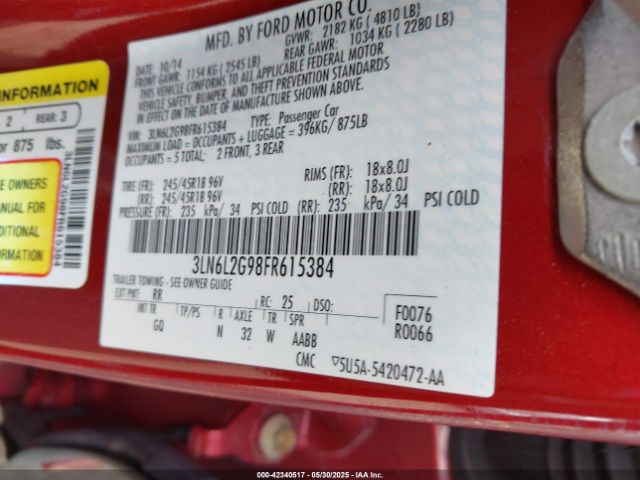 MFD. BY FORD MOTOR CO.
DATE: 10/14 GVWR: 2182 KG ( 4810 LB)
FRONT GAWR: 1154 KG ( 2545 LB) REAR GAWR: 1034 KG ( 2280 LB)
THIS VEHICLE CONFORMS TO ALL APPLICABLE FEDERAL MOTOR
VEHICLE SAFETY, BUMPER, AND THEFT PREVENTION STANDARDS
IN EFFECT ON THE DATE OF MANUFACTURE SHOWN ABOVE.
VIN: 3LN6L2G98FR615384 TYPE: Passenger Car
MAXIMUM LOAD = OCCUPANTS + LUGGAGE = 396KG/ 875LB
OCCUPANTS = 5 TOTAL: 2 FRONT, 3 REAR
TIRE (FR): 245/45R18 96V RIMS (FR): 18x8.0J
(RR): 245/45R18 96V (RR): 18x8.0J
PRESSURE (FR): 235 kPa/ 34 PSI COLD (RR): 235 kPa/ 34 PSI COLD
3LN6L2G98FR615384
TRAILER TOWING - SEE OWNER GUIDE
EXT PNT: RR RC: 25 DSO: F0076
INT TR TP/PS R AXLE TR SPR R0066
GQ N 32 W AABB
CMC 5U5A-5420472-AA
INFORMATION
2 REAR: 3
or 875 lbs.
E OWNERS
ANUAL FOR
DITIONAL
ORMATION
3LN6L2G98FR615384
000-42340517 - 05/30/2025 - IAAI